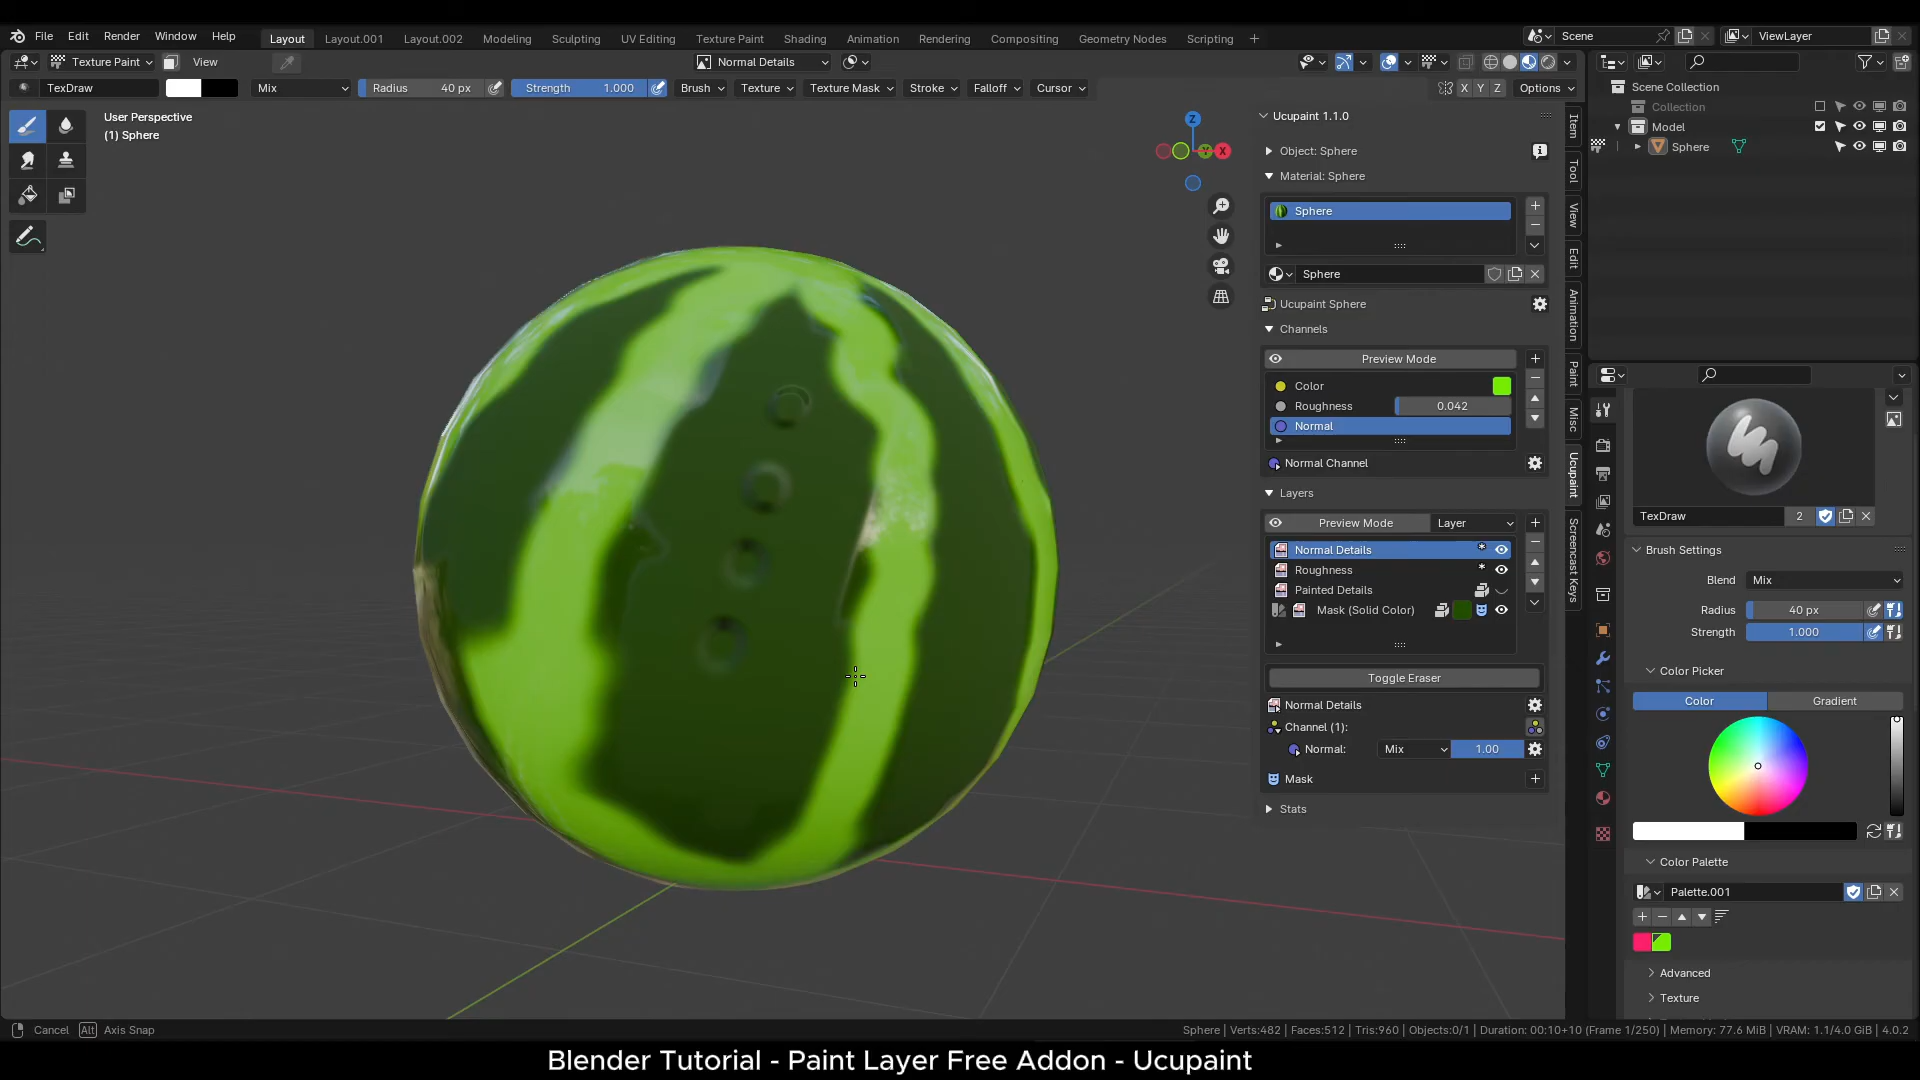 File Edit Render Window Help Layout Layout.001 Layout.002 Modeling Sculpting UV Editing Texture Paint Shading Animation Rendering Compositing Geometry Nodes Scripting + Scene ViewLayer
Texture Paint View Normal Details
TexDraw Mix Radius 40 px Strength 1.000 Brush Texture Texture Mask Stroke Falloff Cursor X Y Z Options
User Perspective
(1) Sphere
Z
Y X
Ucupaint 1.1.0
Object: Sphere
Material: Sphere
Sphere
Sphere
Ucupaint Sphere
Channels
Preview Mode
Color
Roughness 0.042
Normal
Normal Channel
Layers
Preview Mode Layer
Normal Details
Roughness
Painted Details
Mask (Solid Color)
Toggle Eraser
Normal Details
Channel (1):
Normal: Mix 1.00
Mask
Stats
Item
Tool
View
Edit
Animation
Paint
Misc
Ucupaint
Screencast Keys
Scene Collection
Collection
Model
Sphere
TexDraw 2
Brush Settings
Blend Mix
Radius 40 px
Strength 1.000
Color Picker
Color Gradient
Color Palette
Palette.001
Advanced
Texture
Cancel Alt Axis Snap
Sphere | Verts:482 | Faces:512 | Tris:960 | Objects:0/1 | Duration: 00:10+10 (Frame 1/250) | Memory: 77.6 MiB | VRAM: 1.1/4.0 GiB | 4.0.2
Blender Tutorial - Paint Layer Free Addon - Ucupaint